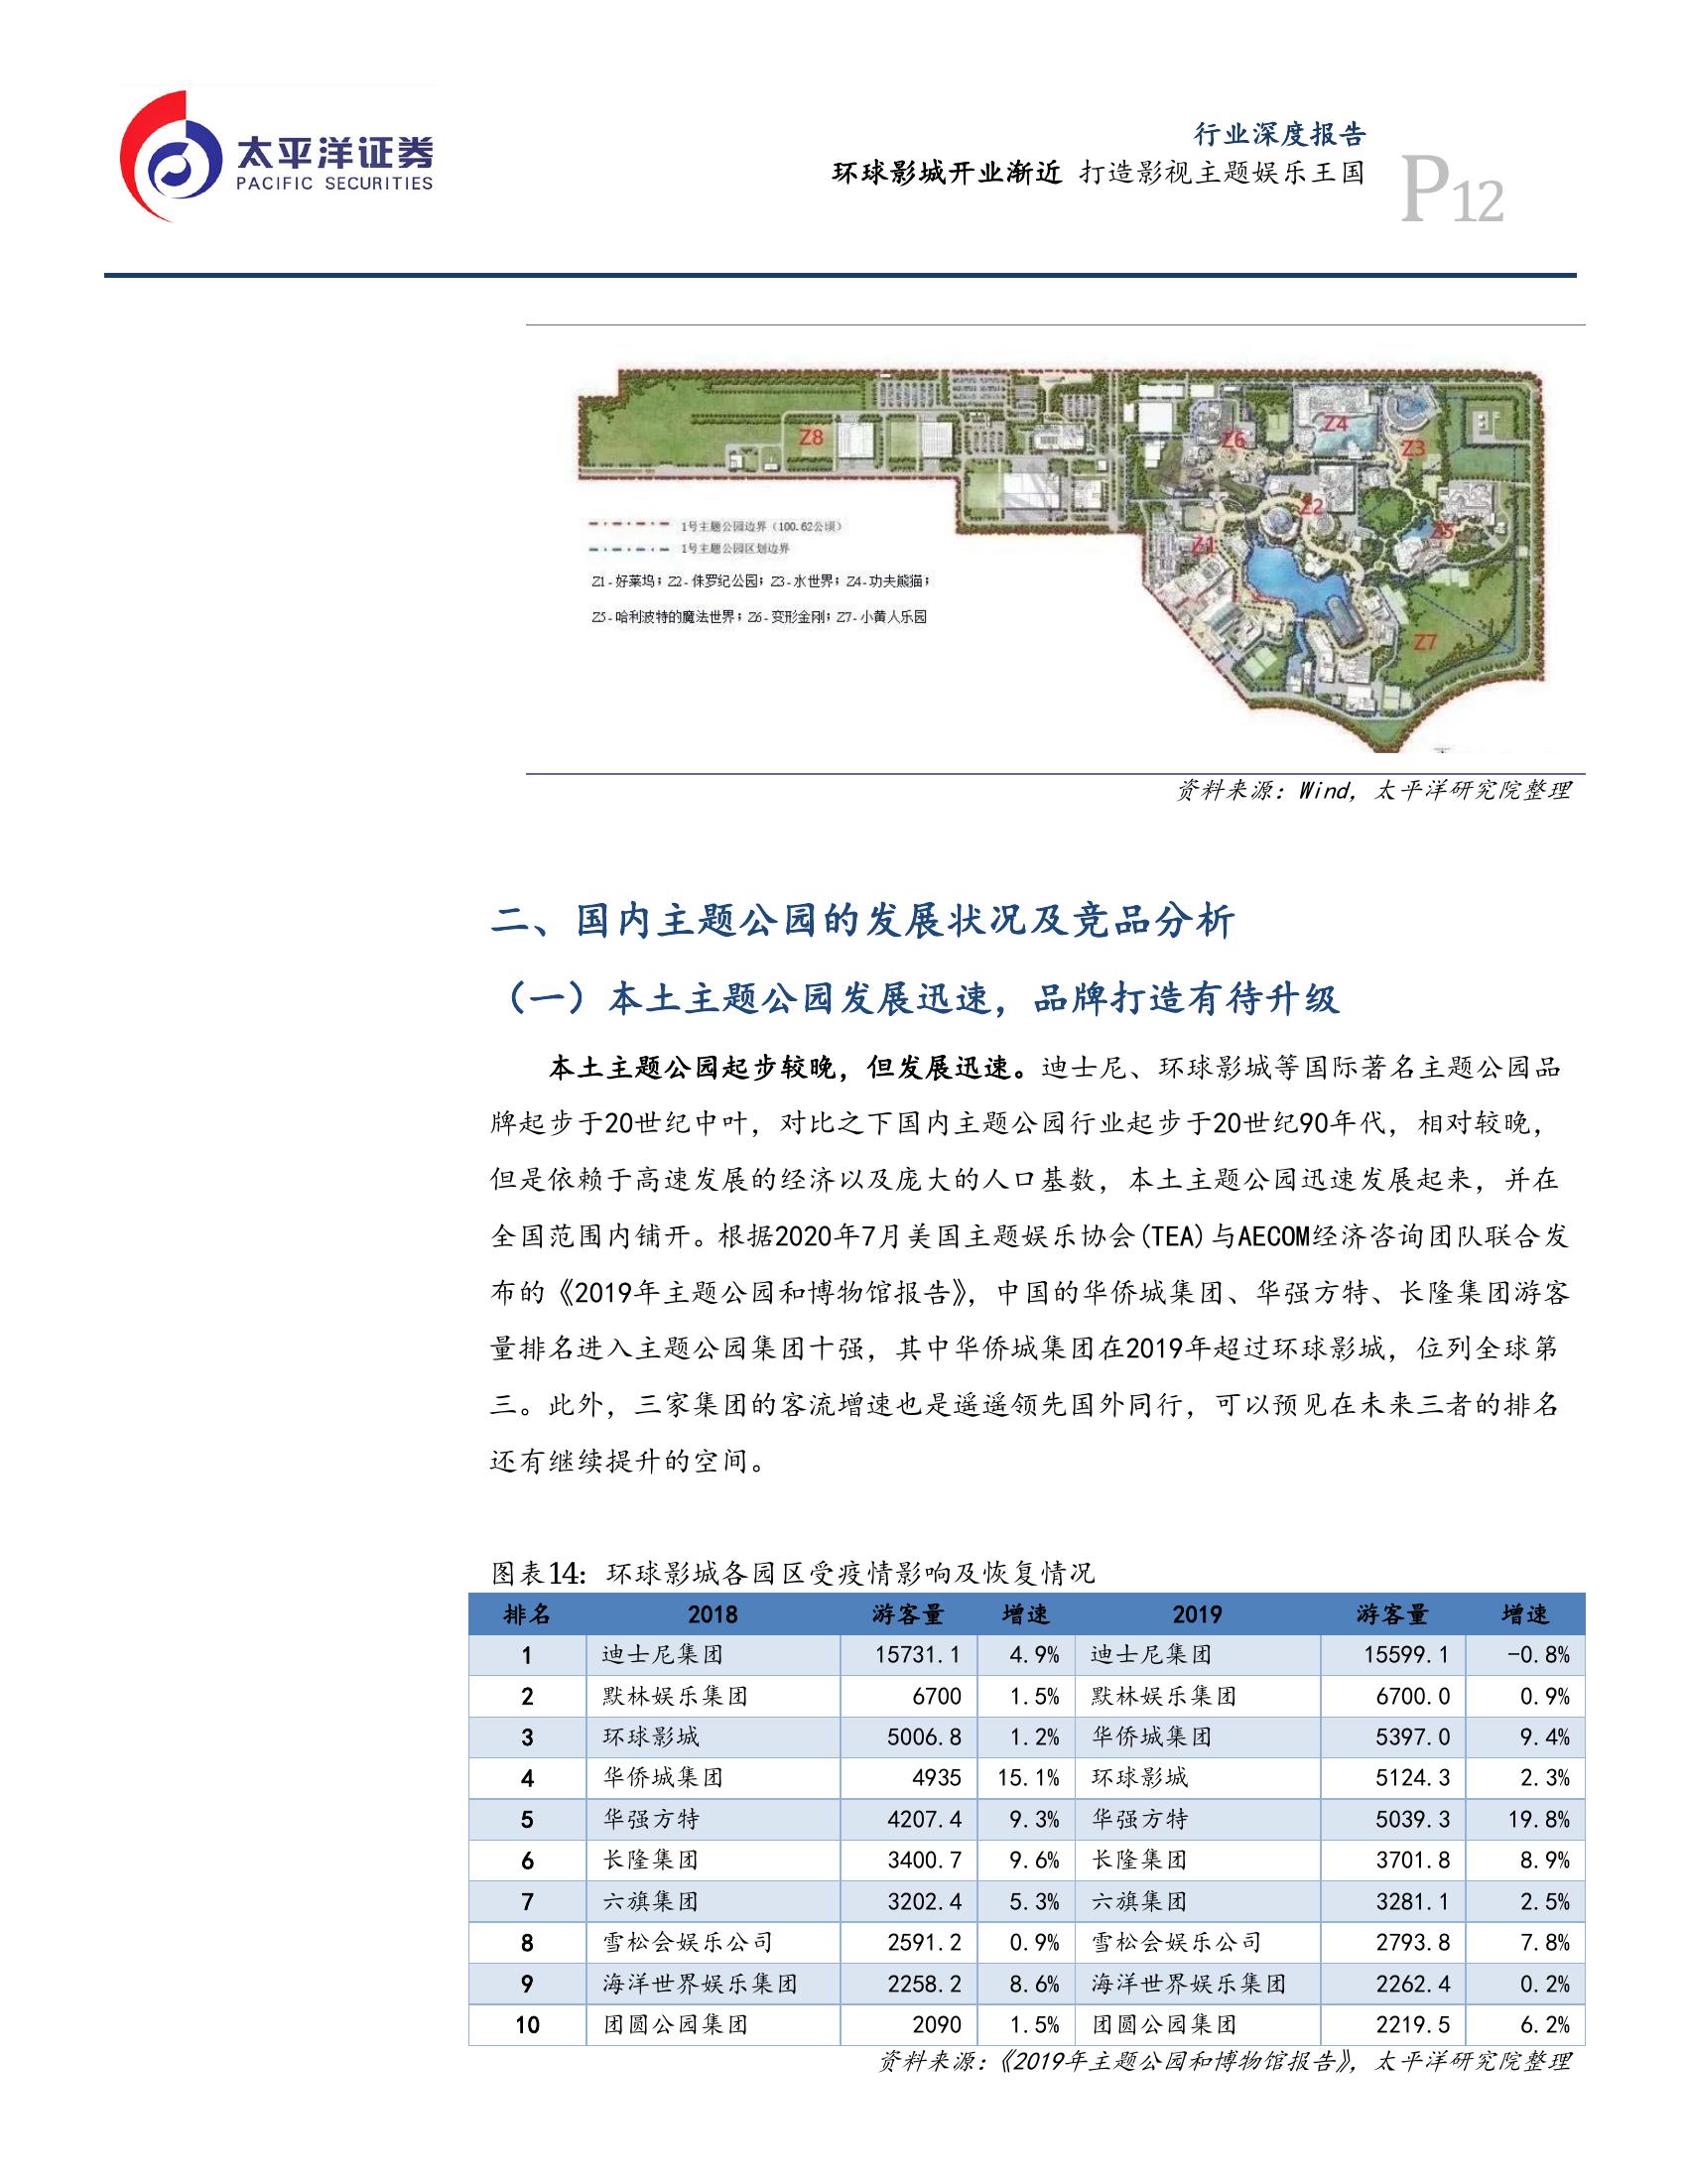 太平洋证券
PACIFIC SECURITIES
行业深度报告
环球影城开业渐近 打造影视主题娱乐王国
P12
Z8
Z6
Z4
Z3
Z2
Z5
Z1
Z7
1号主题公园边界（100.62公顷）
1号主题公园区划边界
Z1-好莱坞；Z2-侏罗纪公园；Z3-水世界；Z4-功夫熊猫；
Z5-哈利波特的魔法世界；Z6-变形金刚；Z7-小黄人乐园
资料来源：Wind，太平洋研究院整理
二、国内主题公园的发展状况及竞品分析
（一）本土主题公园发展迅速，品牌打造有待升级
本土主题公园起步较晚，但发展迅速。迪士尼、环球影城等国际著名主题公园品
牌起步于20世纪中叶，对比之下国内主题公园行业起步于20世纪90年代，相对较晚，
但是依赖于高速发展的经济以及庞大的人口基数，本土主题公园迅速发展起来，并在
全国范围内铺开。根据2020年7月美国主题娱乐协会(TEA)与AECOM经济咨询团队联合发
布的《2019年主题公园和博物馆报告》，中国的华侨城集团、华强方特、长隆集团游客
量排名进入主题公园集团十强，其中华侨城集团在2019年超过环球影城，位列全球第
三。此外，三家集团的客流增速也是遥遥领先国外同行，可以预见在未来三者的排名
还有继续提升的空间。
图表14：环球影城各园区受疫情影响及恢复情况
排名 2018 游客量 增速 2019 游客量 增速
1 迪士尼集团 15731.1 4.9% 迪士尼集团 15599.1 -0.8%
2 默林娱乐集团 6700 1.5% 默林娱乐集团 6700.0 0.9%
3 环球影城 5006.8 1.2% 华侨城集团 5397.0 9.4%
4 华侨城集团 4935 15.1% 环球影城 5124.3 2.3%
5 华强方特 4207.4 9.3% 华强方特 5039.3 19.8%
6 长隆集团 3400.7 9.6% 长隆集团 3701.8 8.9%
7 六旗集团 3202.4 5.3% 六旗集团 3281.1 2.5%
8 雪松会娱乐公司 2591.2 0.9% 雪松会娱乐公司 2793.8 7.8%
9 海洋世界娱乐集团 2258.2 8.6% 海洋世界娱乐集团 2262.4 0.2%
10 团圆公园集团 2090 1.5% 团圆公园集团 2219.5 6.2%
资料来源：《2019年主题公园和博物馆报告》，太平洋研究院整理